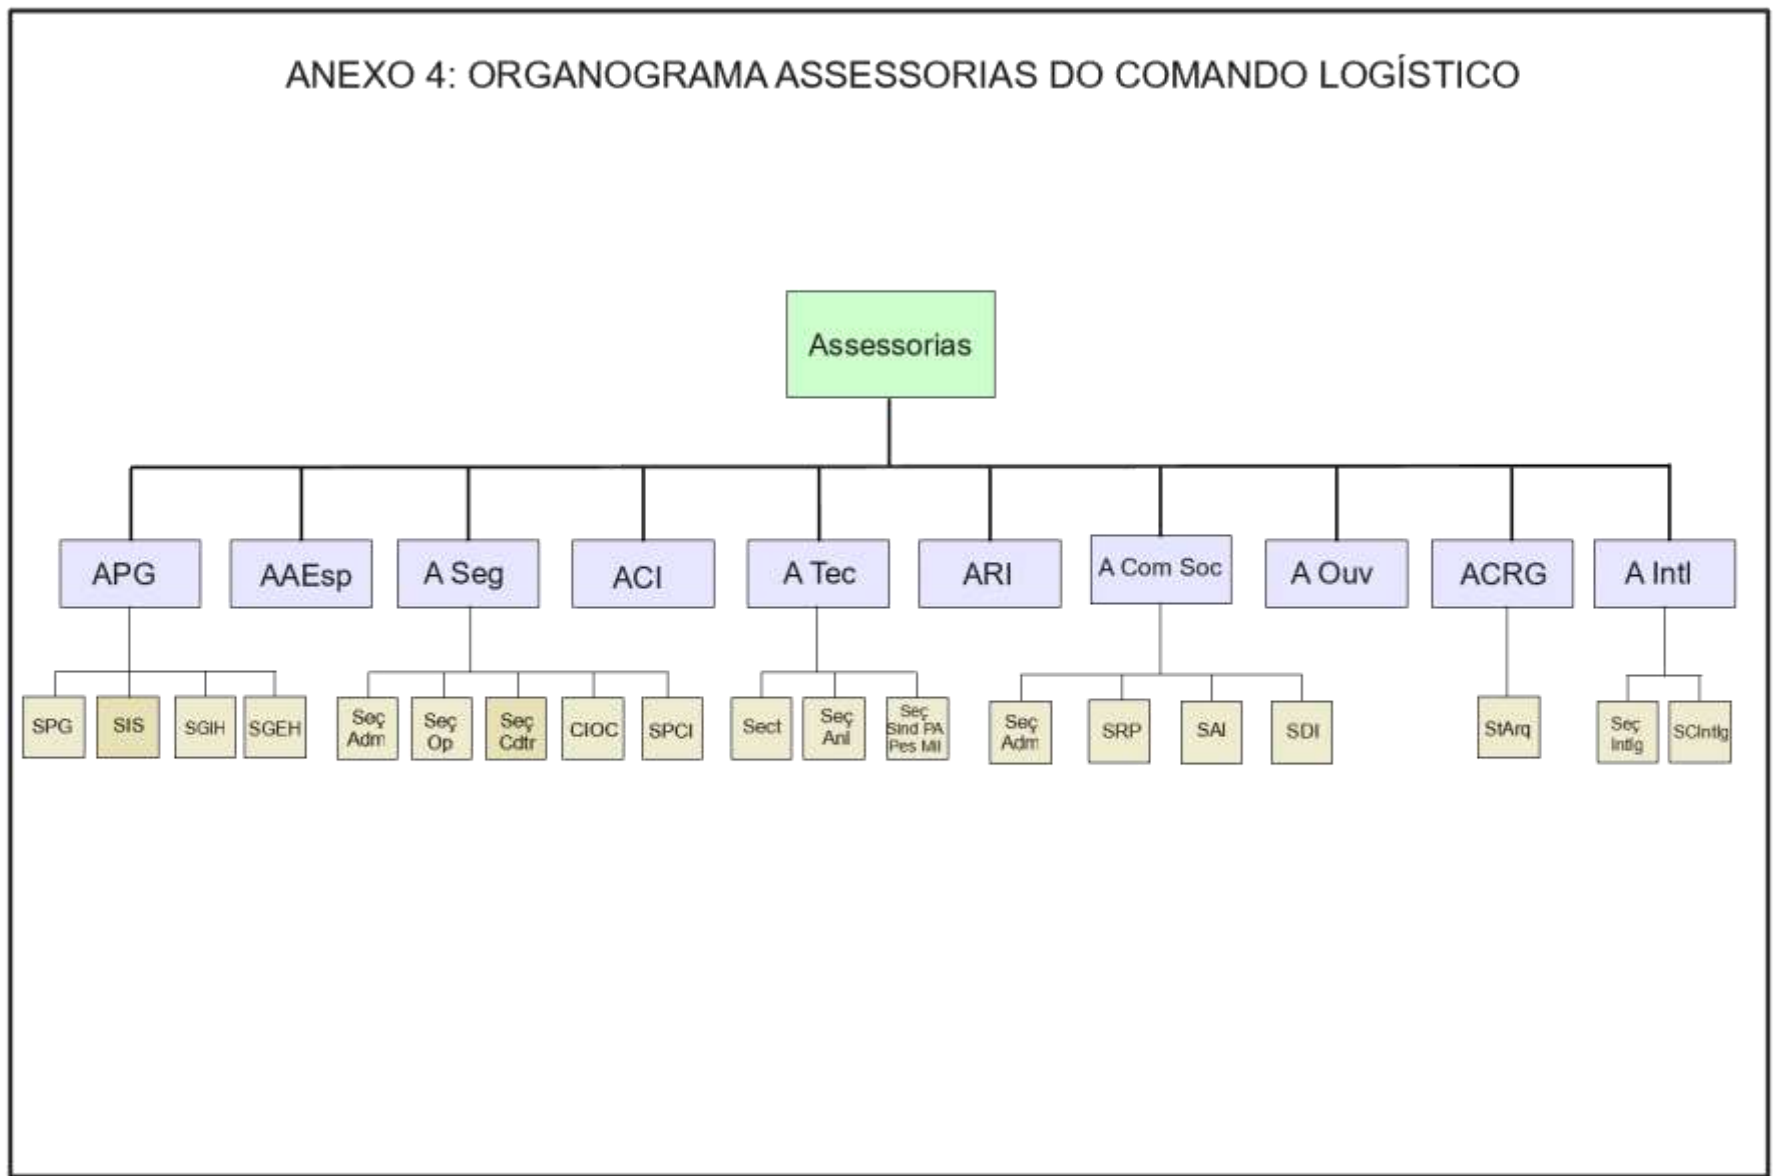 ANEXO 4: ORGANOGRAMA ASSESSORIAS DO COMANDO LOGÍSTICO
Assessorias
APG
AAEsp
A Seg
ACI
A Tec
ARI
A Com Soc
A Ouv
ACRG
A Intl
SPG
SIS
SGIH
SGEH
Seç
Adm
Seç
Op
Seç
Cdtr
CIOC
SPCI
Sect
Seç
Anl
Seç
Sind PA
Pes Mil
Seç
Adm
SRP
SAI
SDI
StArq
Seç
Intlg
SCIntlg